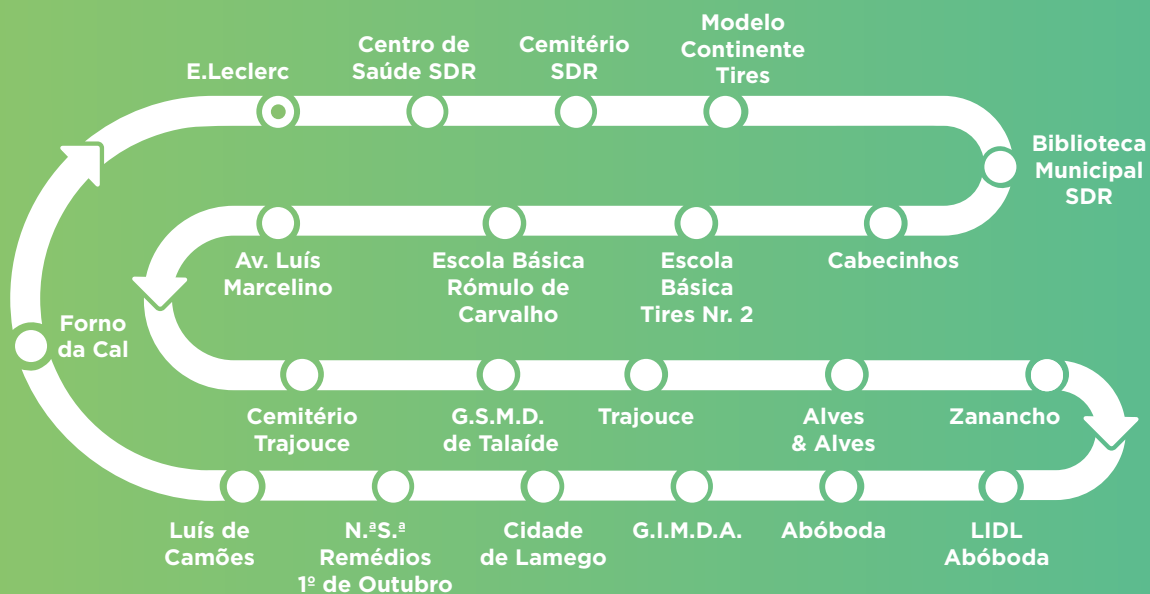 E.Leclerc
Centro de
Saúde SDR
Cemitério
SDR
Modelo
Continente
Tires
Biblioteca
Municipal
SDR
Cabecinhos
Escola
Básica
Tires Nr. 2
Escola Básica
Rómulo de
Carvalho
Av. Luís
Marcelino
Cemitério
Trajouce
G.S.M.D.
de Talaíde
Trajouce
Alves
& Alves
Zanancho
LIDL
Abóboda
Abóboda
G.I.M.D.A.
Cidade
de Lamego
N.ªS.ª
Remédios
1º de Outubro
Luís de
Camões
Forno
da Cal